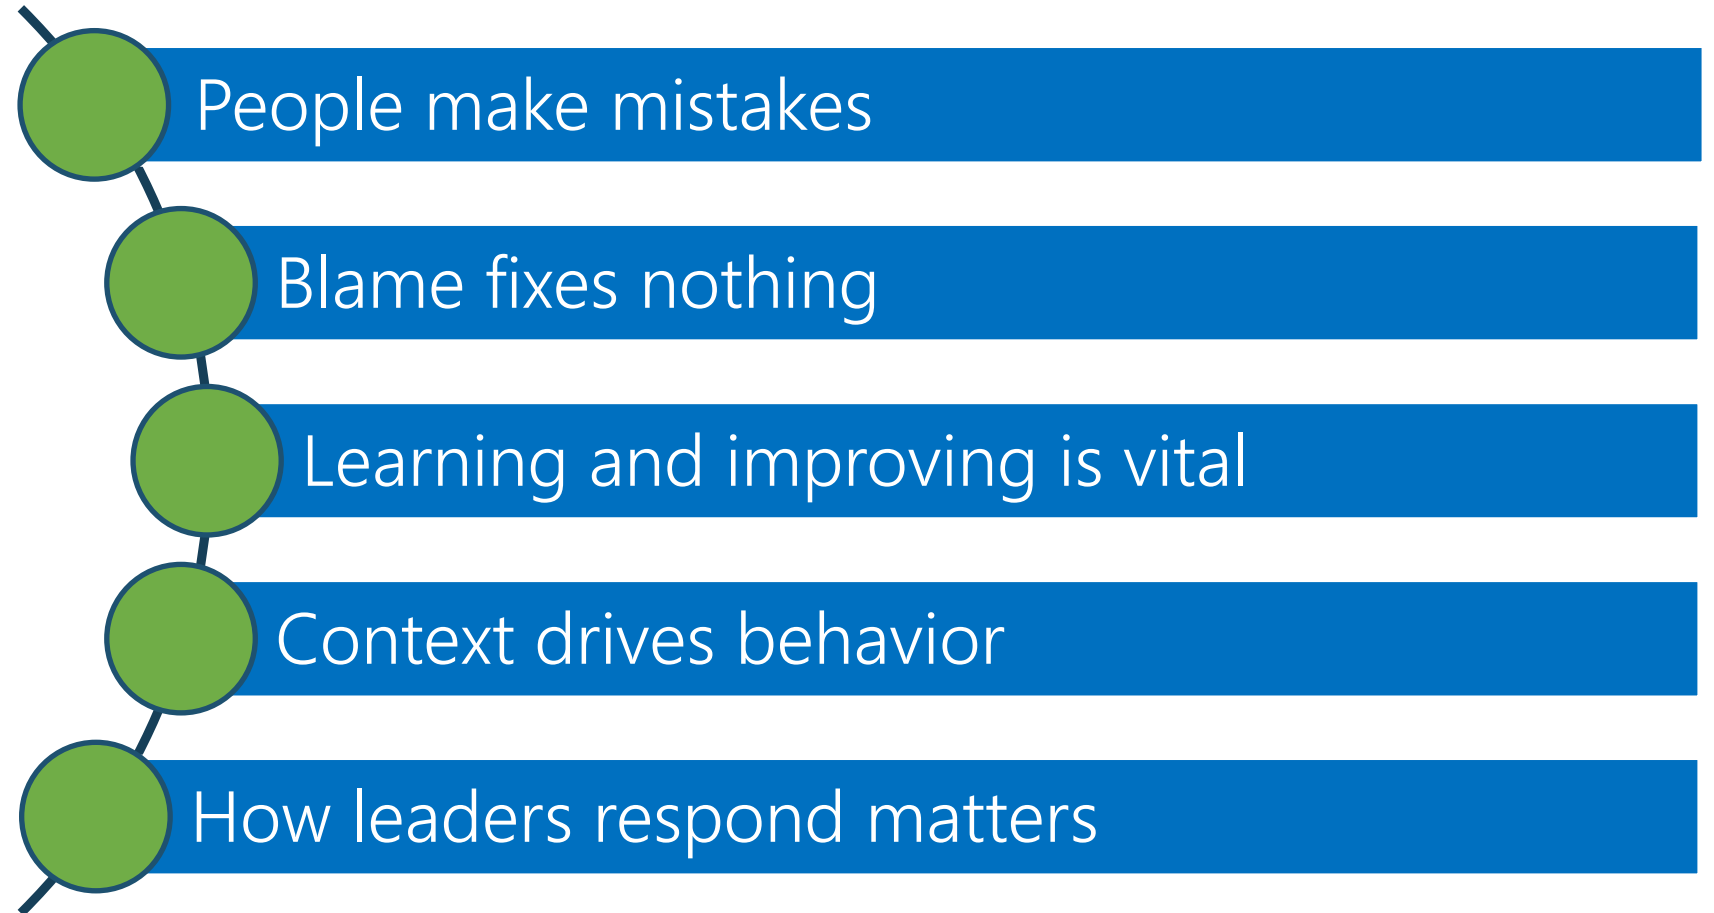 People make mistakes
Blame fixes nothing
Learning and improving is vital
Context drives behavior
How leaders respond matters